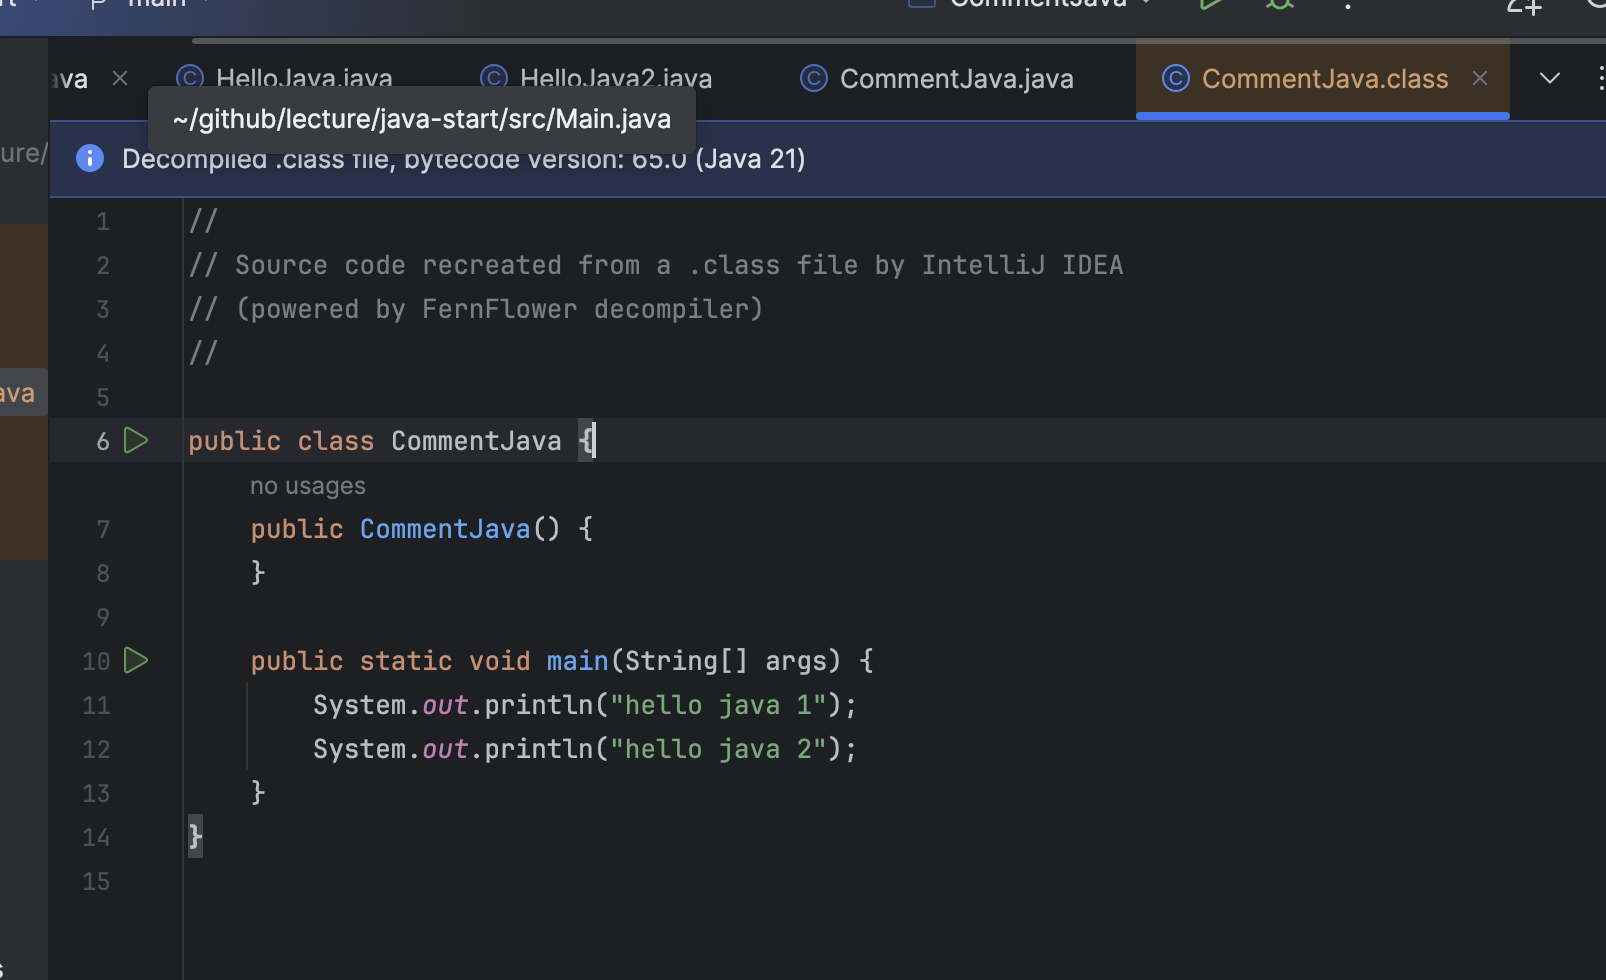 main
CommentJava
ava
HelloJava.java
HelloJava2.java
CommentJava.java
CommentJava.class
~/github/lecture/java-start/src/Main.java
ure/
Decompiled .class file, bytecode version: 65.0 (Java 21)
1 //
2 // Source code recreated from a .class file by IntelliJ IDEA
3 // (powered by FernFlower decompiler)
4 //
5
ava
6 public class CommentJava {
no usages
7 public CommentJava() {
8 }
9
10 public static void main(String[] args) {
11 System.out.println("hello java 1");
12 System.out.println("hello java 2");
13 }
14 }
15